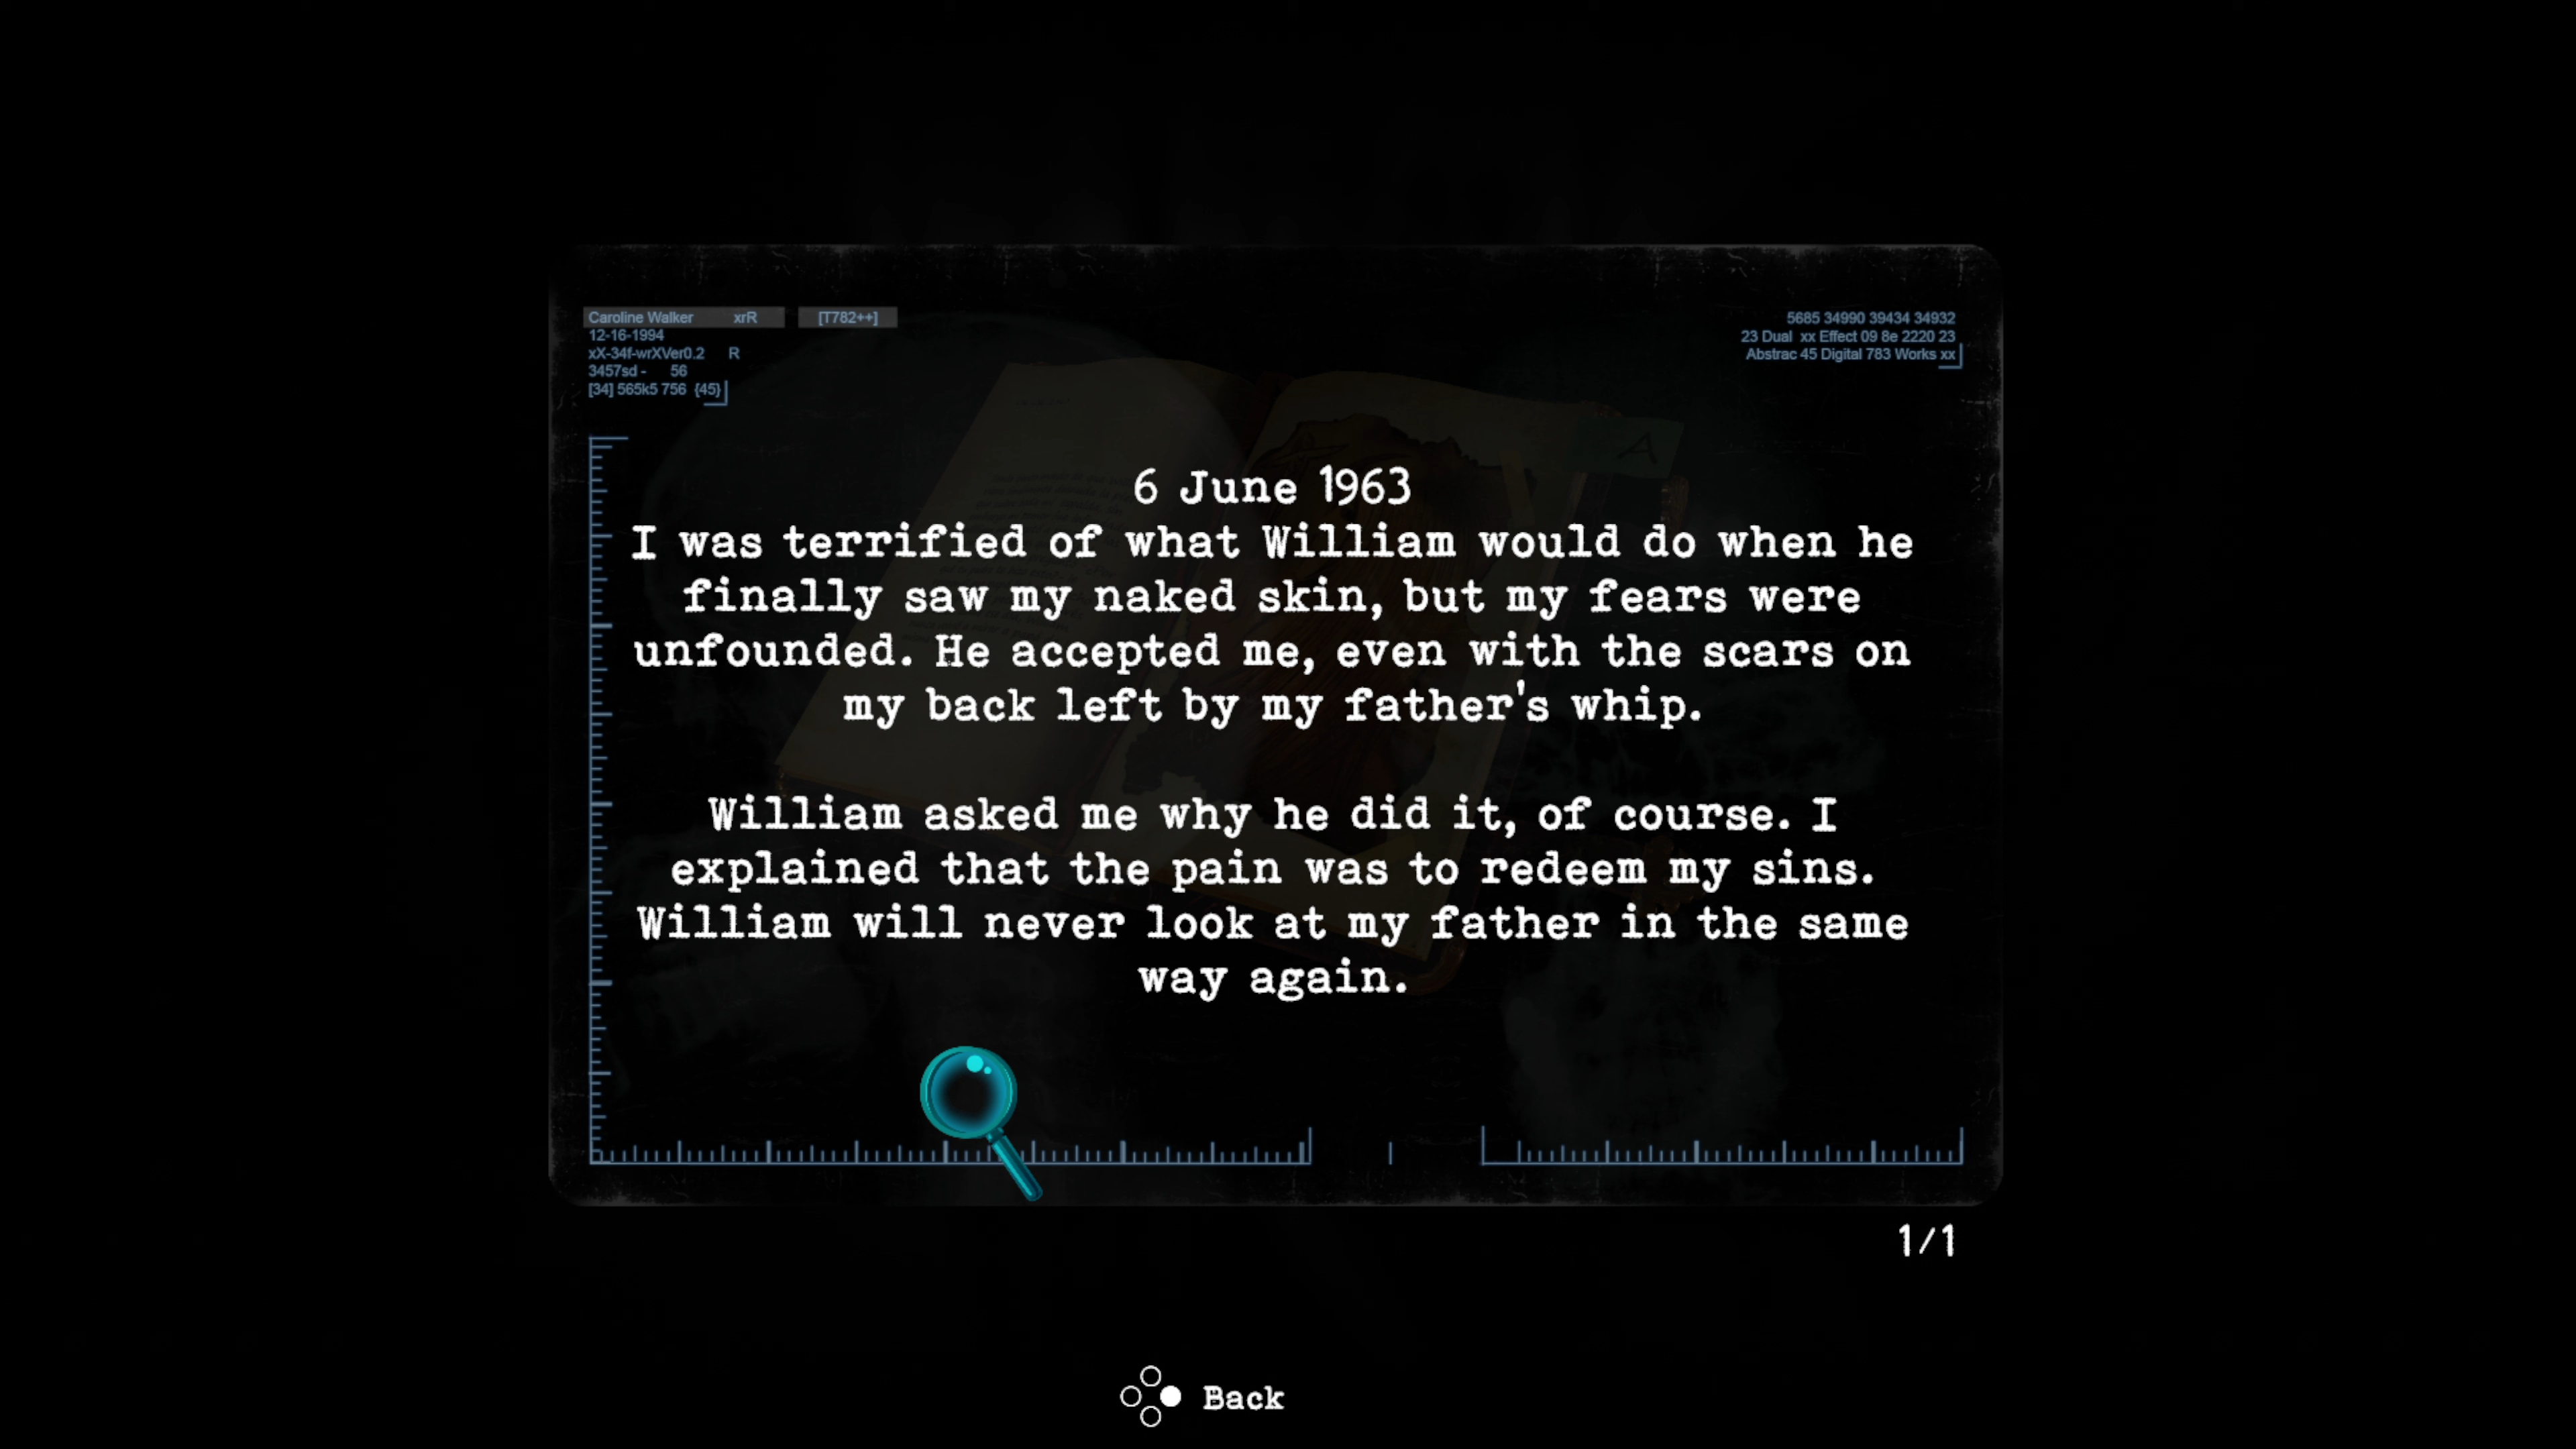 Caroline Walker xrR [T782++]
12-16-1994
xX-34f-wrXVer0.2 R
3457sd - 56
[34] 565k5 756 {45}
5685 34990 39434 34932
23 Dual xx Effect 09 8e 2220 23
Abstrac 45 Digital 783 Works xx
A
6 June 1963
I was terrified of what William would do when he
finally saw my naked skin, but my fears were
unfounded. He accepted me, even with the scars on
my back left by my father's whip.
William asked me why he did it, of course. I
explained that the pain was to redeem my sins.
William will never look at my father in the same
way again.
1/1
Back